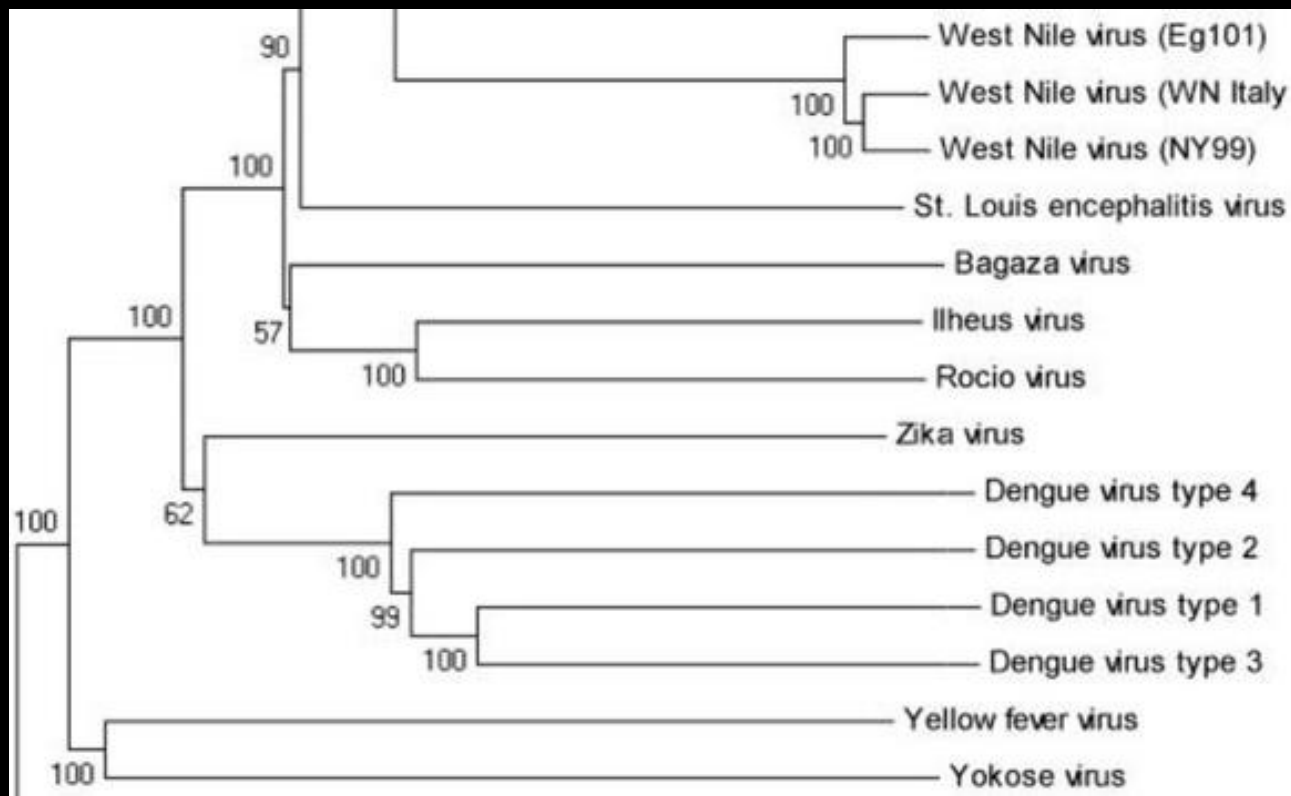 90
West Nile virus (Eg101)
West Nile virus (WN Italy
100
100
West Nile virus (NY99)
100
St. Louis encephalitis virus
Bagaza virus
100
57
Ilheus virus
100
Rocio virus
Zika virus
62
Dengue virus type 4
100
100
Dengue virus type 2
99
Dengue virus type 1
100
Dengue virus type 3
Yellow fever virus
100
Yokose virus